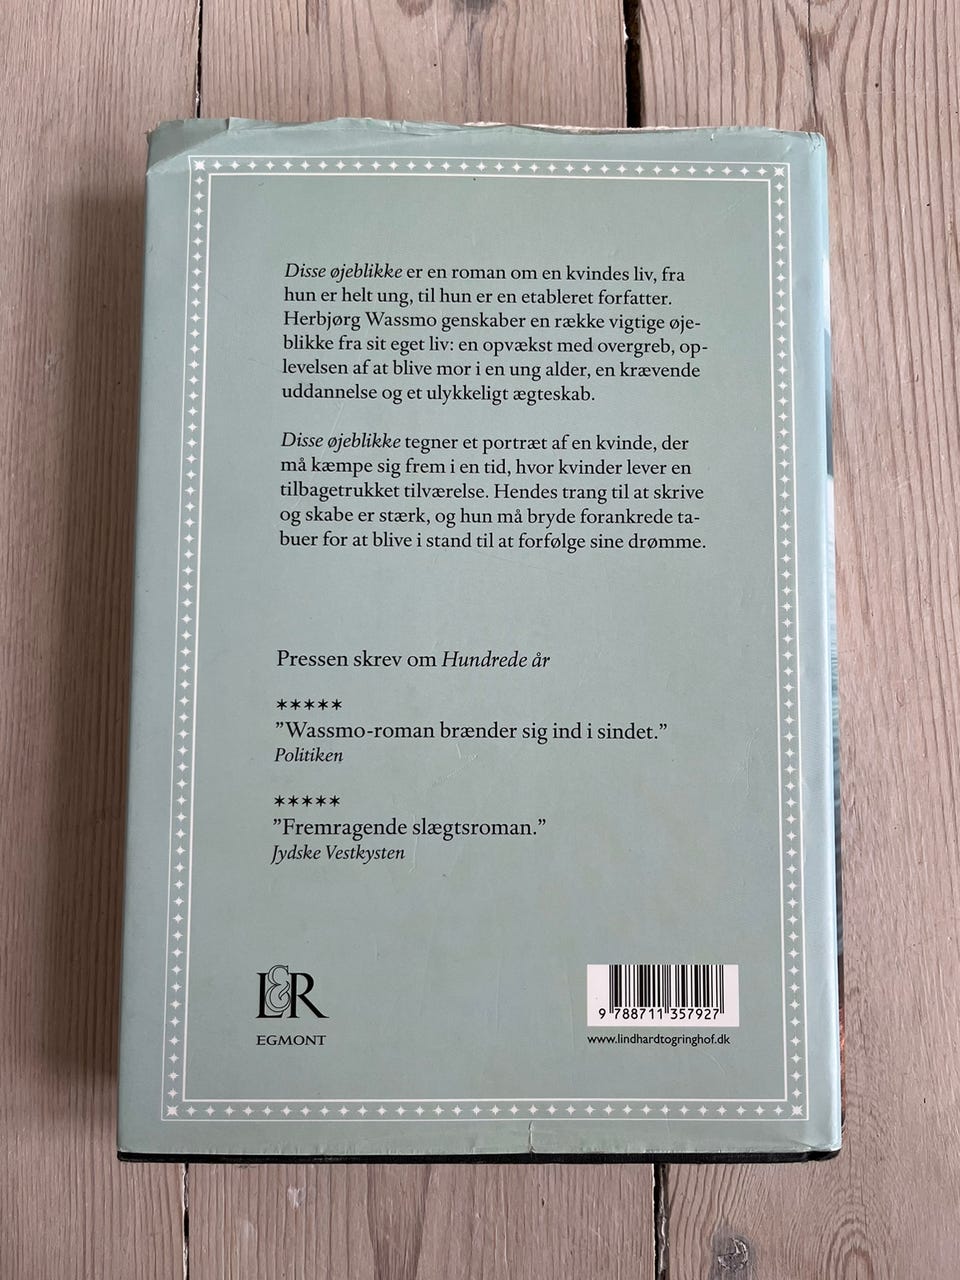 Disse øjeblikke er en roman om en kvindes liv, fra
hun er helt ung, til hun er en etableret forfatter.
Herbjørg Wassmo genskaber en række vigtige øje-
blikke fra sit eget liv: en opvækst med overgreb, op-
levelsen af at blive mor i en ung alder, en krævende
uddannelse og et ulykkeligt ægteskab.
Disse øjeblikke tegner et portræt af en kvinde, der
må kæmpe sig frem i en tid, hvor kvinder lever en
tilbagetrukket tilværelse. Hendes trang til at skrive
og skabe er stærk, og hun må bryde forankrede ta-
buer for at blive i stand til at forfølge sine drømme.
Pressen skrev om Hundrede år
✶✶✶✶✶
”Wassmo-roman brænder sig ind i sindet.”
Politiken
✶✶✶✶✶
”Fremragende slægtsroman.”
Jydske Vestkysten
L&R
EGMONT
9 788711 357927
www.lindhardtogringhof.dk